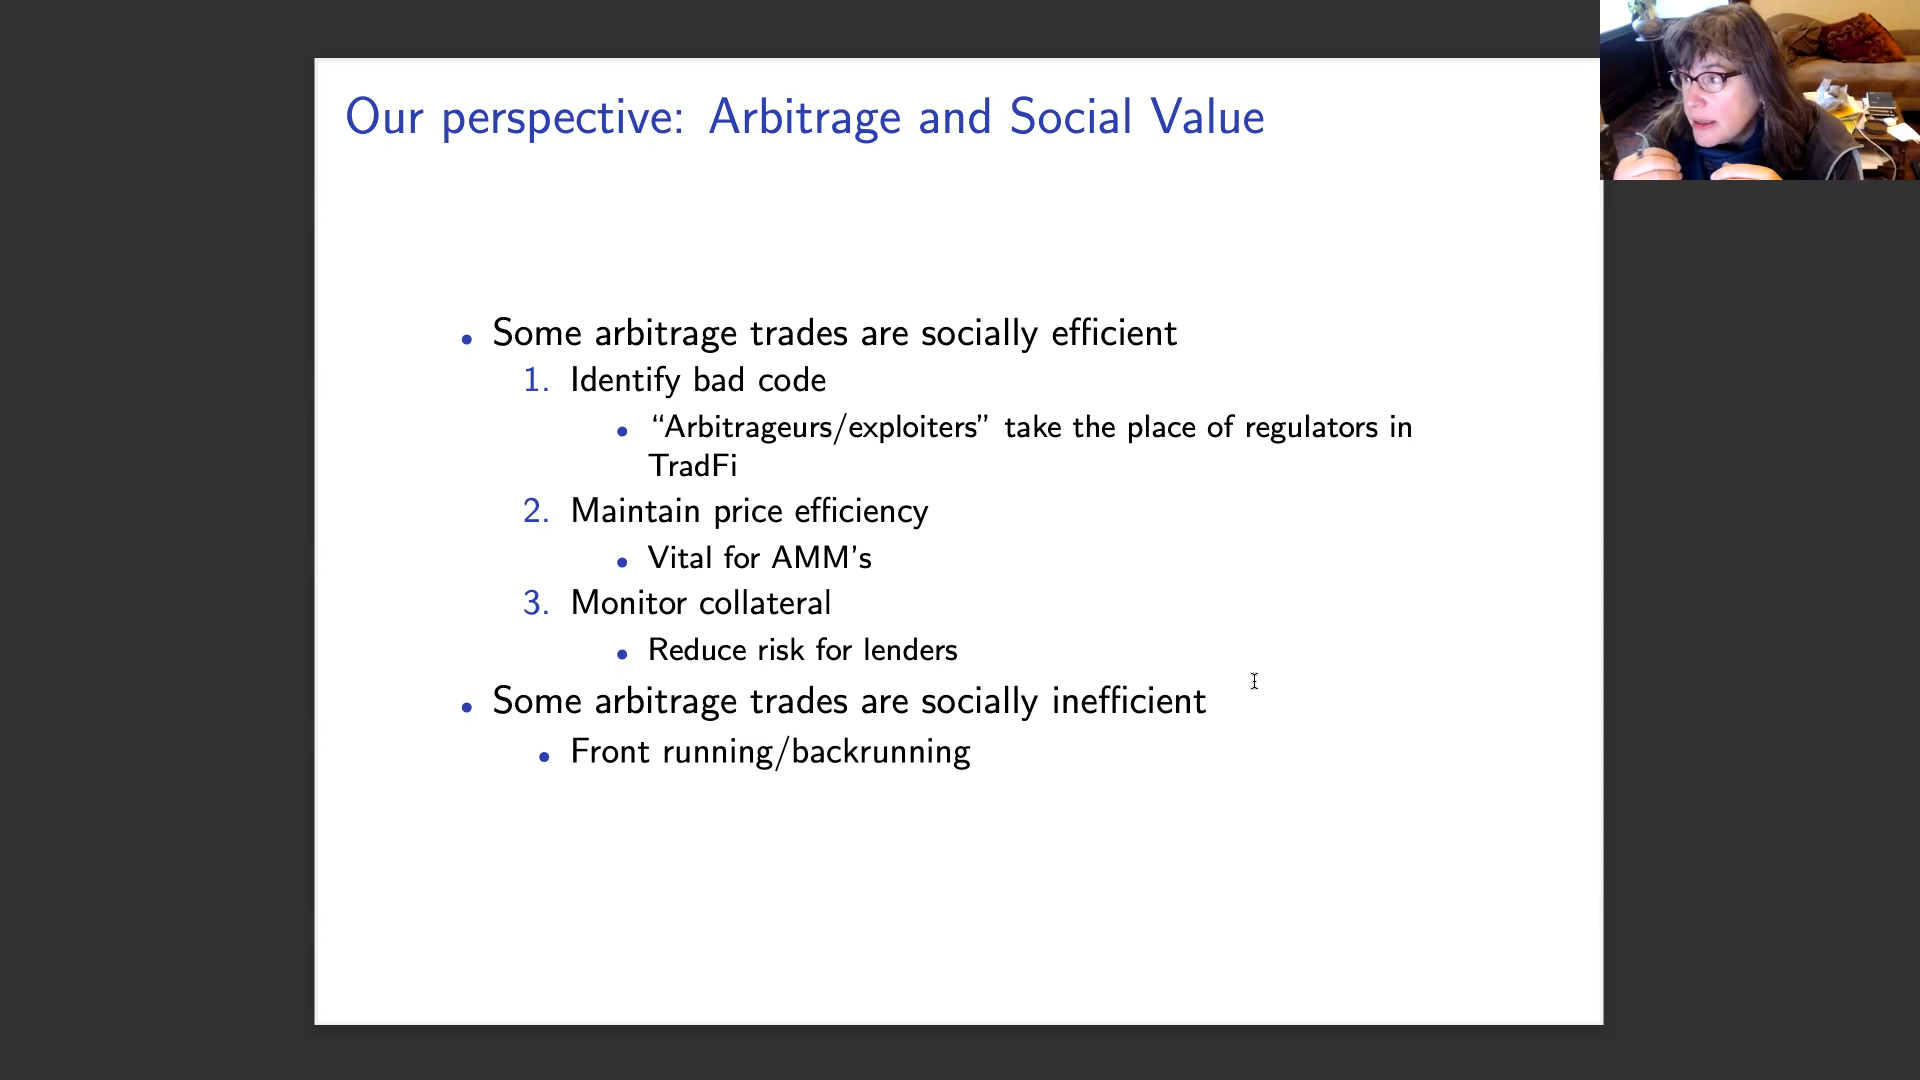 Our perspective: Arbitrage and Social Value
• Some arbitrage trades are socially efficient
1. Identify bad code
• “Arbitrageurs/exploiters” take the place of regulators in
TradFi
2. Maintain price efficiency
• Vital for AMM’s
3. Monitor collateral
• Reduce risk for lenders
• Some arbitrage trades are socially inefficient
• Front running/backrunning